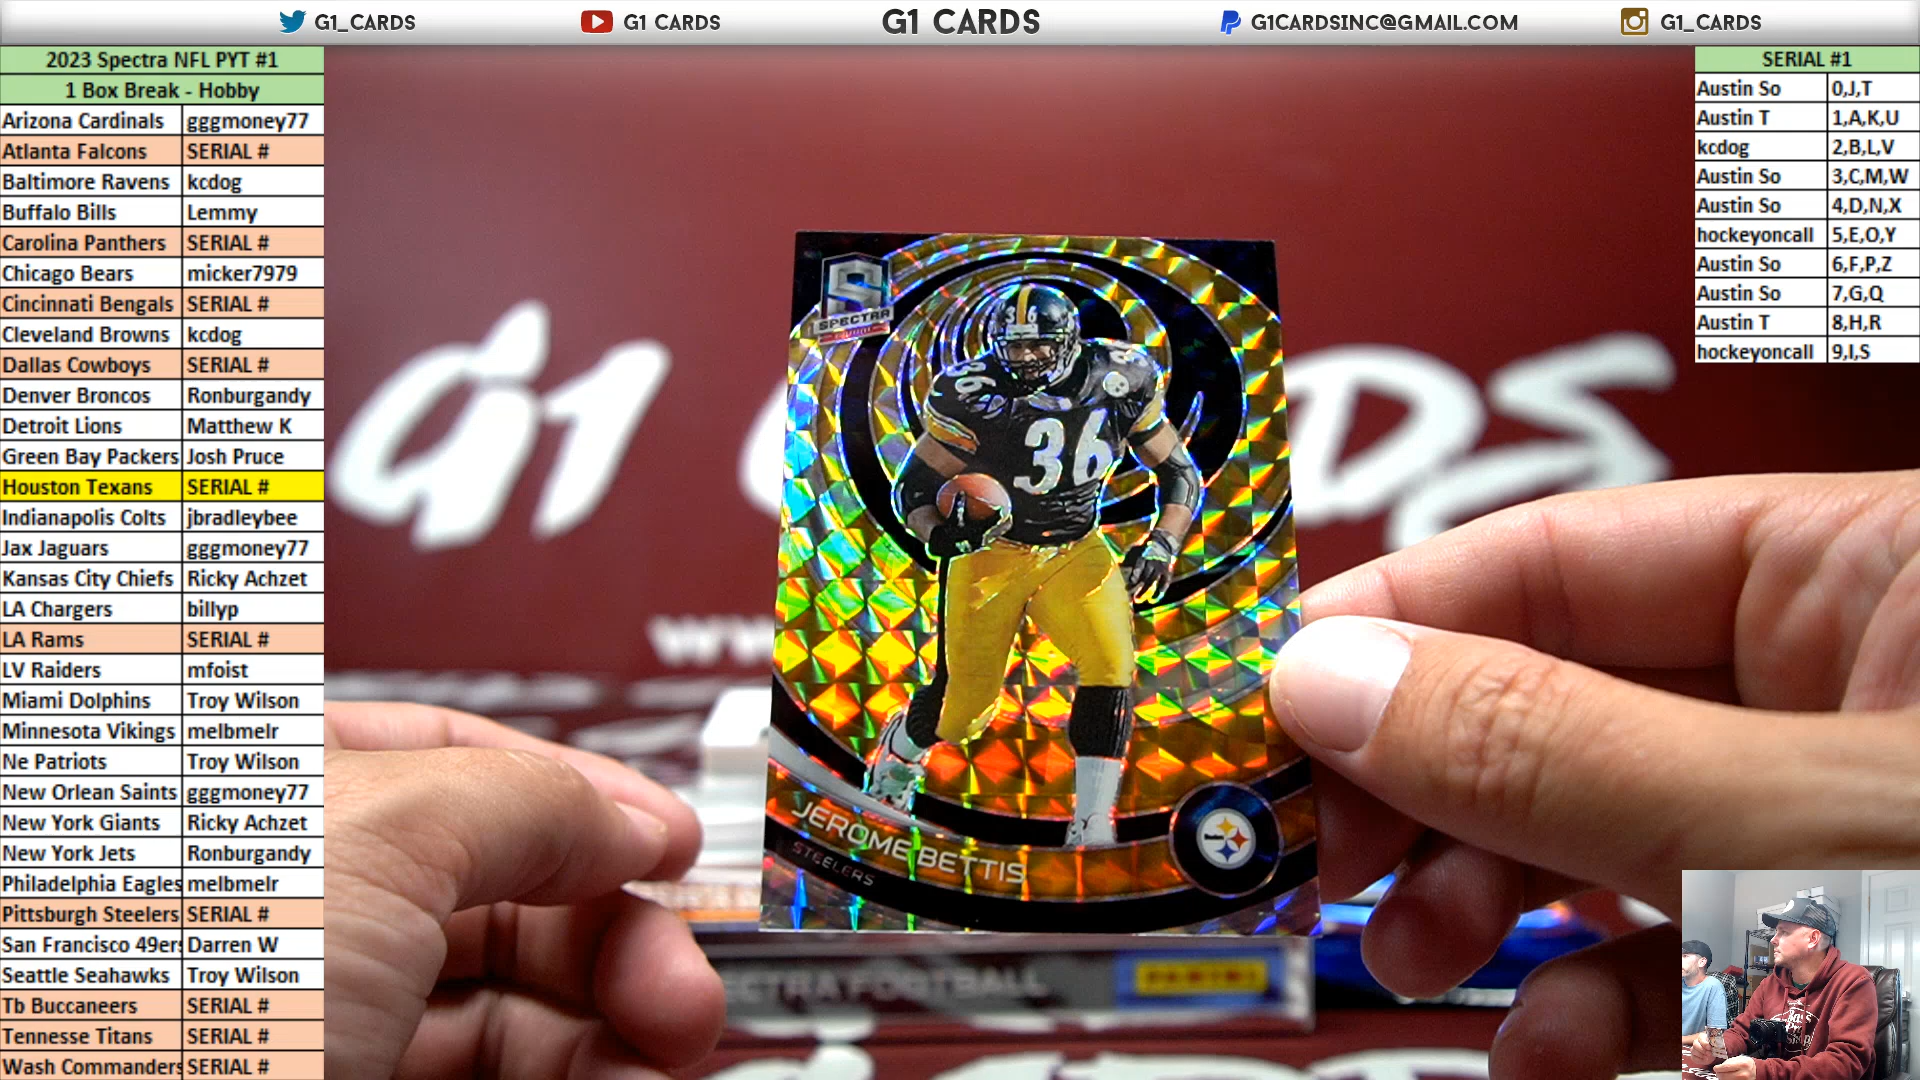 G1_CARDS
G1 CARDS
G1 CARDS
G1CARDSINC@GMAIL.COM
G1_CARDS
2023 Spectra NFL PYT #1
1 Box Break - Hobby
Arizona Cardinals gggmoney77
Atlanta Falcons SERIAL #
Baltimore Ravens kcdog
Buffalo Bills Lemmy
Carolina Panthers SERIAL #
Chicago Bears micker7979
Cincinnati Bengals SERIAL #
Cleveland Browns kcdog
Dallas Cowboys SERIAL #
Denver Broncos Ronburgandy
Detroit Lions Matthew K
Green Bay Packers Josh Pruce
Houston Texans SERIAL #
Indianapolis Colts jbradleybee
Jax Jaguars gggmoney77
Kansas City Chiefs Ricky Achzet
LA Chargers billyp
LA Rams SERIAL #
LV Raiders mfoist
Miami Dolphins Troy Wilson
Minnesota Vikings melbmelr
Ne Patriots Troy Wilson
New Orlean Saints gggmoney77
New York Giants Ricky Achzet
New York Jets Ronburgandy
Philadelphia Eagles melbmelr
Pittsburgh Steelers SERIAL #
San Francisco 49ers Darren W
Seattle Seahawks Troy Wilson
Tb Buccaneers SERIAL #
Tennesse Titans SERIAL #
Wash Commanders SERIAL #
SERIAL #1
Austin So 0,J,T
Austin T 1,A,K,U
kcdog 2,B,L,V
Austin So 3,C,M,W
Austin So 4,D,N,X
hockeyoncall 5,E,O,Y
Austin So 6,F,P,Z
Austin So 7,G,Q
Austin T 8,H,R
hockeyoncall 9,I,S
S
SPECTRA
36
36
36
JEROME BETTIS
STEELERS
Steelers
G1 C DS
www
ECTRA FOOTBALL
PANINI